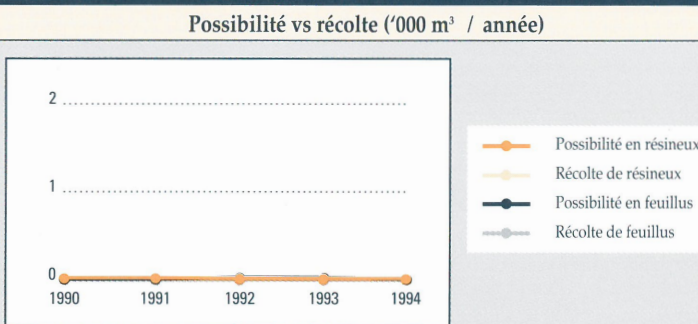 Possibilité vs récolte ('000 m³ / année)
2
1
0
1990 1991 1992 1993 1994
Possibilité en résineux
Récolte de résineux
Possibilité en feuillus
Récolte de feuillus